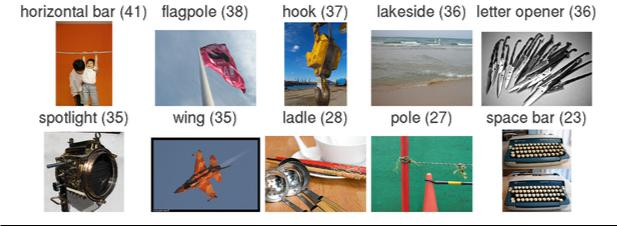 horizontal bar (41) flagpole (38) hook (37) lakeside (36) letter opener (36)
spotlight (35) wing (35) ladle (28) pole (27) space bar (23)